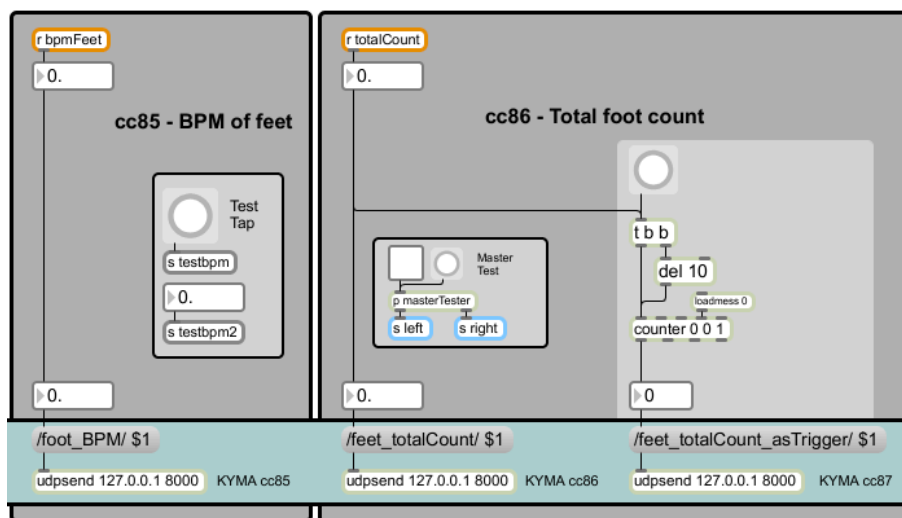 r bpmFeet
0.
cc85 - BPM of feet
Test
Tap
s testbpm
0.
s testbpm2
0.
/foot_BPM/ $1
udpsend 127.0.0.1 8000
KYMA cc85
r totalCount
0.
cc86 - Total foot count
Master
Test
p masterTester
s left
s right
0.
/feet_totalCount/ $1
udpsend 127.0.0.1 8000
KYMA cc86
t b b
del 10
loadmess 0
counter 0 0 1
0
/feet_totalCount_asTrigger/ $1
udpsend 127.0.0.1 8000
KYMA cc87